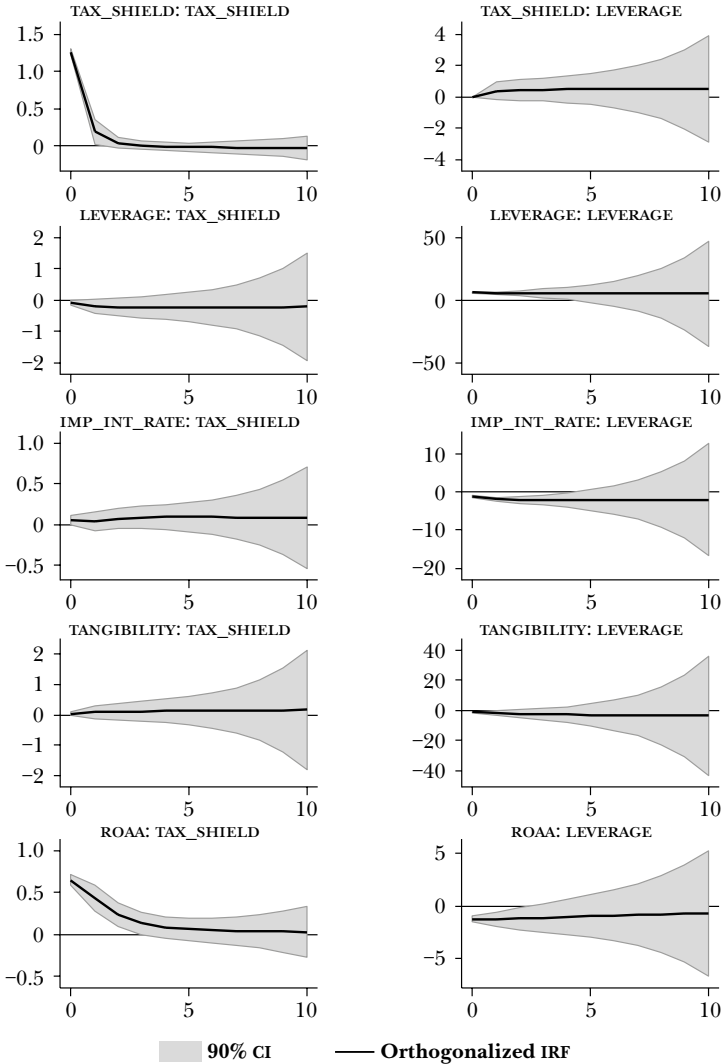 TAX_SHIELD: TAX_SHIELD
1.5
1.0
0.5
0
0 5 10
TAX_SHIELD: LEVERAGE
4
2
0
−2
−4
0 5 10
LEVERAGE: TAX_SHIELD
2
1
0
−1
−2
0 5 10
LEVERAGE: LEVERAGE
50
0
−50
0 5 10
IMP_INT_RATE: TAX_SHIELD
1.0
0.5
0
−0.5
0 5 10
IMP_INT_RATE: LEVERAGE
10
0
−10
−20
0 5 10
TANGIBILITY: TAX_SHIELD
2
1
0
−1
−2
0 5 10
TANGIBILITY: LEVERAGE
40
20
0
−20
−40
0 5 10
ROAA: TAX_SHIELD
1.0
0.5
0
−0.5
0 5 10
ROAA: LEVERAGE
5
0
−5
0 5 10
90% CI Orthogonalized IRF